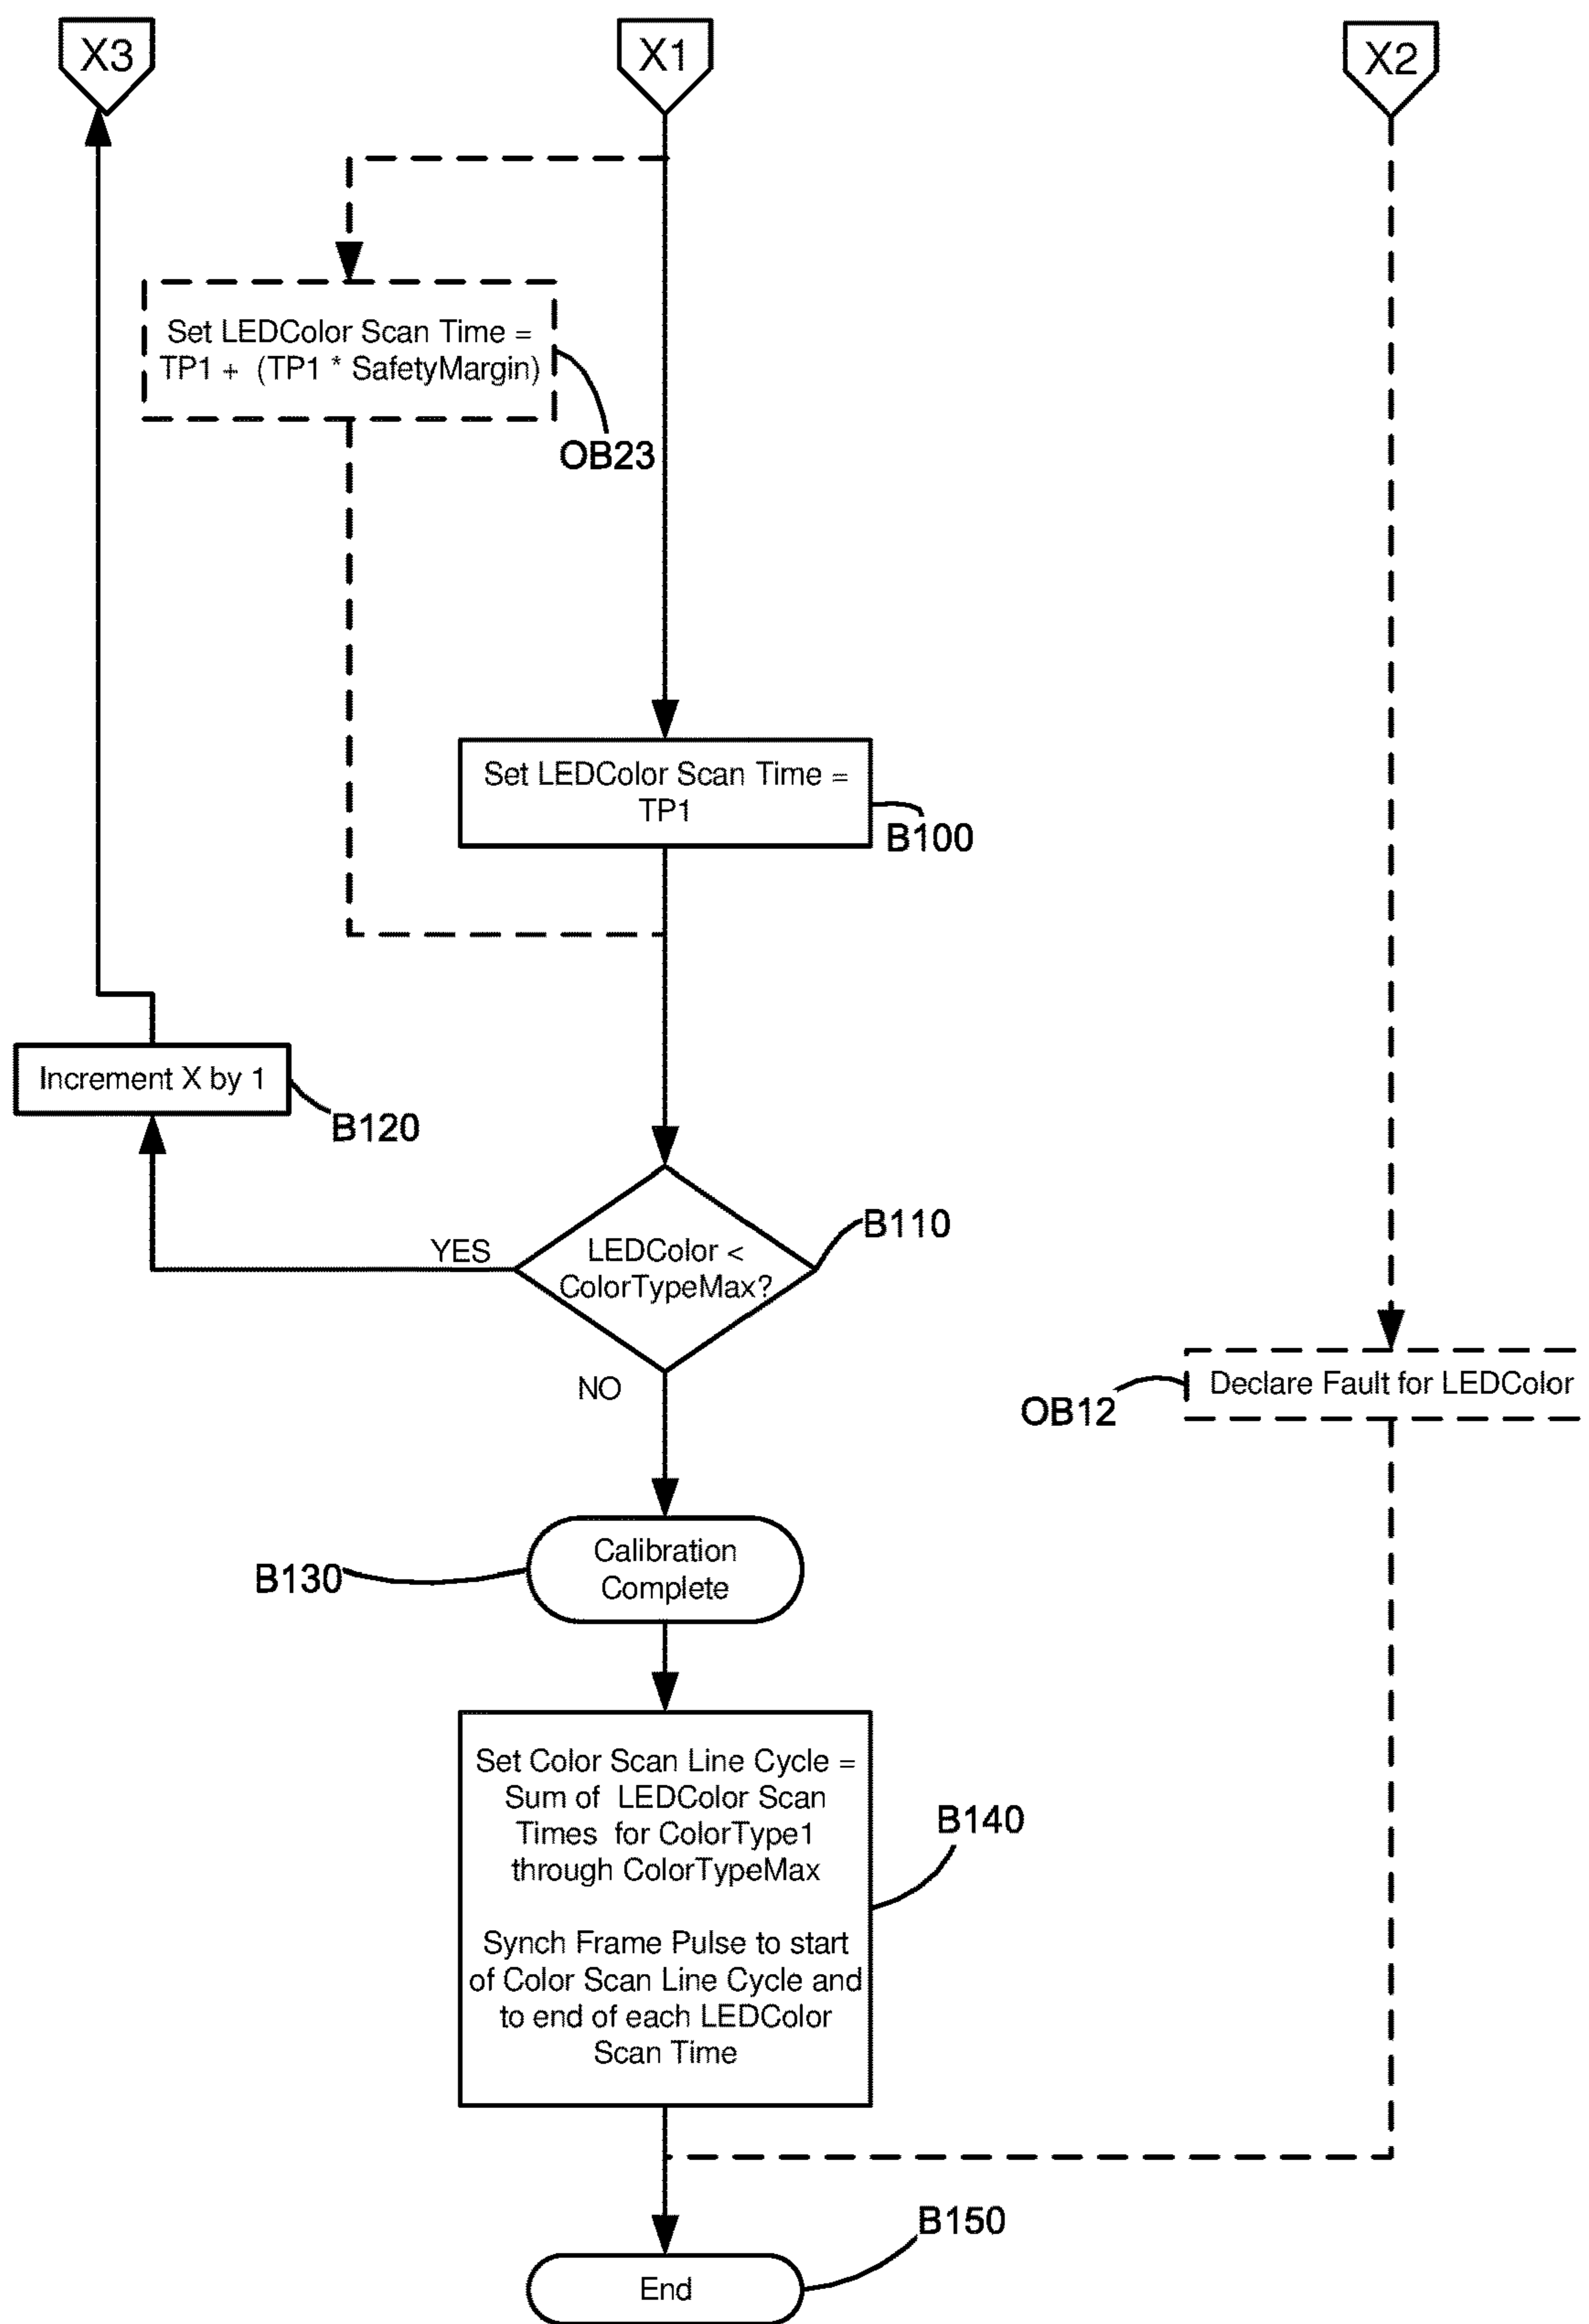 X3
X1
X2
Set LEDColor Scan Time =
TP1 + (TP1 * SafetyMargin)
OB23
Set LEDColor Scan Time =
TP1
B100
Increment X by 1
B120
B110
YES
LEDColor <
ColorTypeMax?
NO
Declare Fault for LEDColor
OB12
Calibration
Complete
B130
Set Color Scan Line Cycle =
Sum of LEDColor Scan
Times for ColorType1
through ColorTypeMax
B140
Synch Frame Pulse to start
of Color Scan Line Cycle and
to end of each LEDColor
Scan Time
B150
End